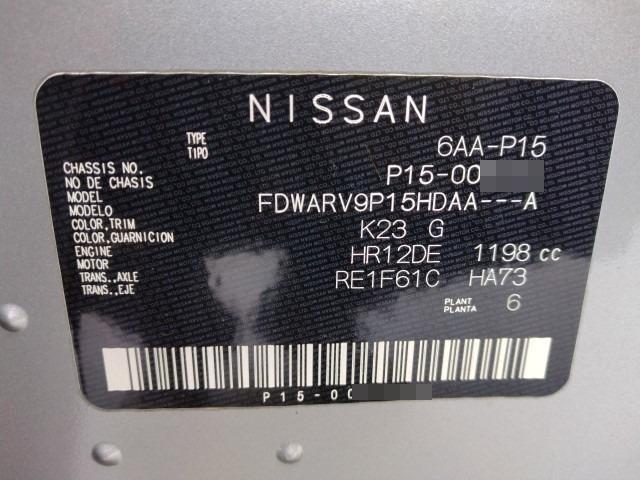 NISSAN
TYPE 6AA-P15
TIPO
CHASSIS NO. P15-00
NO DE CHASIS
MODEL FDWARV9P15HDAA---A
MODELO
COLOR,TRIM K23 G
COLOR,GUARNICION
ENGINE HR12DE 1198 cc
MOTOR
TRANS.,AXLE RE1F61C HA73
TRANS.,EJE
PLANT 6
PLANTA
P15-00